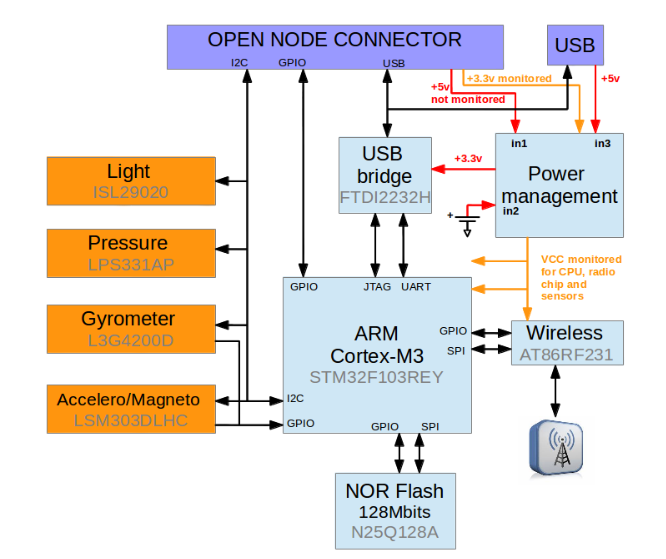 OPEN NODE CONNECTOR
I2C
GPIO
USB
USB
+3.3v monitored
+5v
+5v
not monitored
in1
in3
Light
ISL29020
USB
bridge
FTDI2232H
+3.3v
Power
management
in2
+
Pressure
LPS331AP
VCC monitored
for CPU, radio
chip and
sensors
GPIO
JTAG
UART
Gyrometer
L3G4200D
ARM
Cortex-M3
STM32F103REY
GPIO
SPI
Wireless
AT86RF231
Accelero/Magneto
LSM303DLHC
I2C
GPIO
GPIO
SPI
NOR Flash
128Mbits
N25Q128A